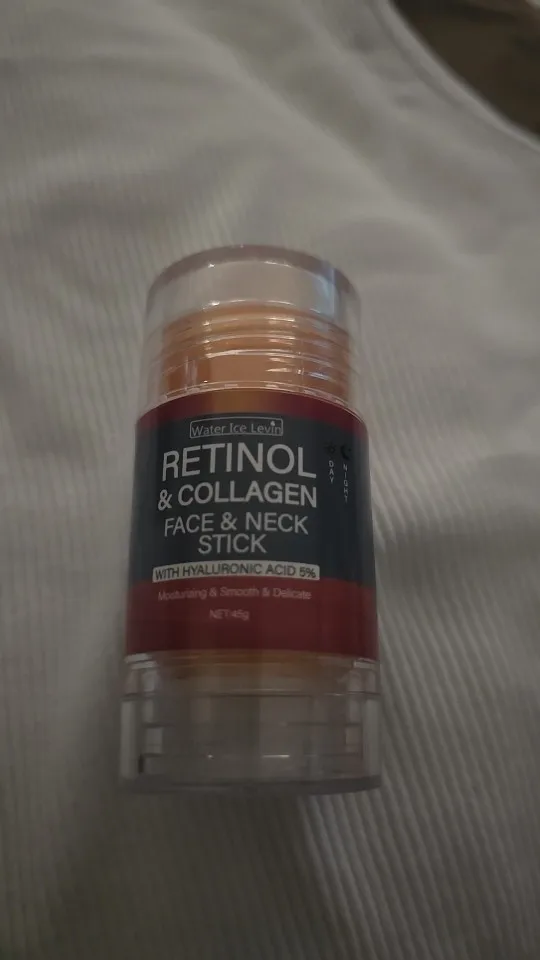 Water Ice Levin
RETINOL
& COLLAGEN
FACE & NECK
STICK
WITH HYALURONIC ACID 5%
Moisturizing & Smooth & Delicate
NET:45g
DAY
NIGHT